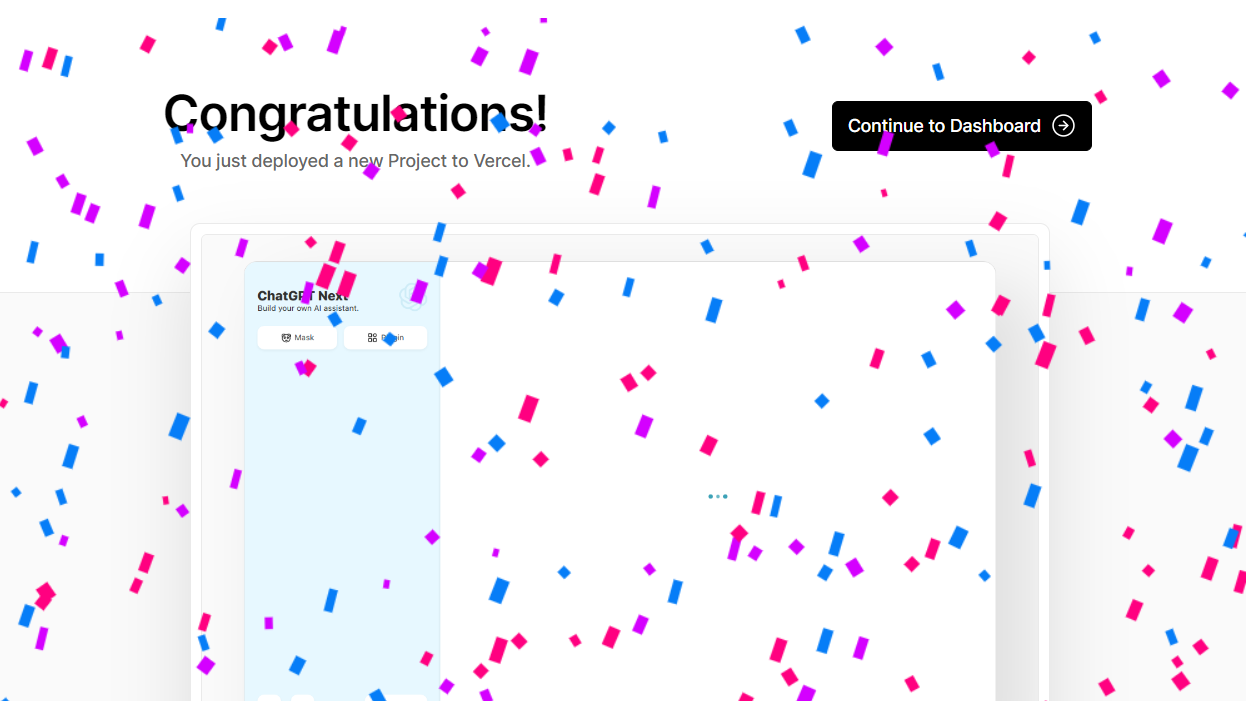 Congratulations!
You just deployed a new Project to Vercel.
Continue to Dashboard
ChatGPT Next
Build your own AI assistant.
Mask